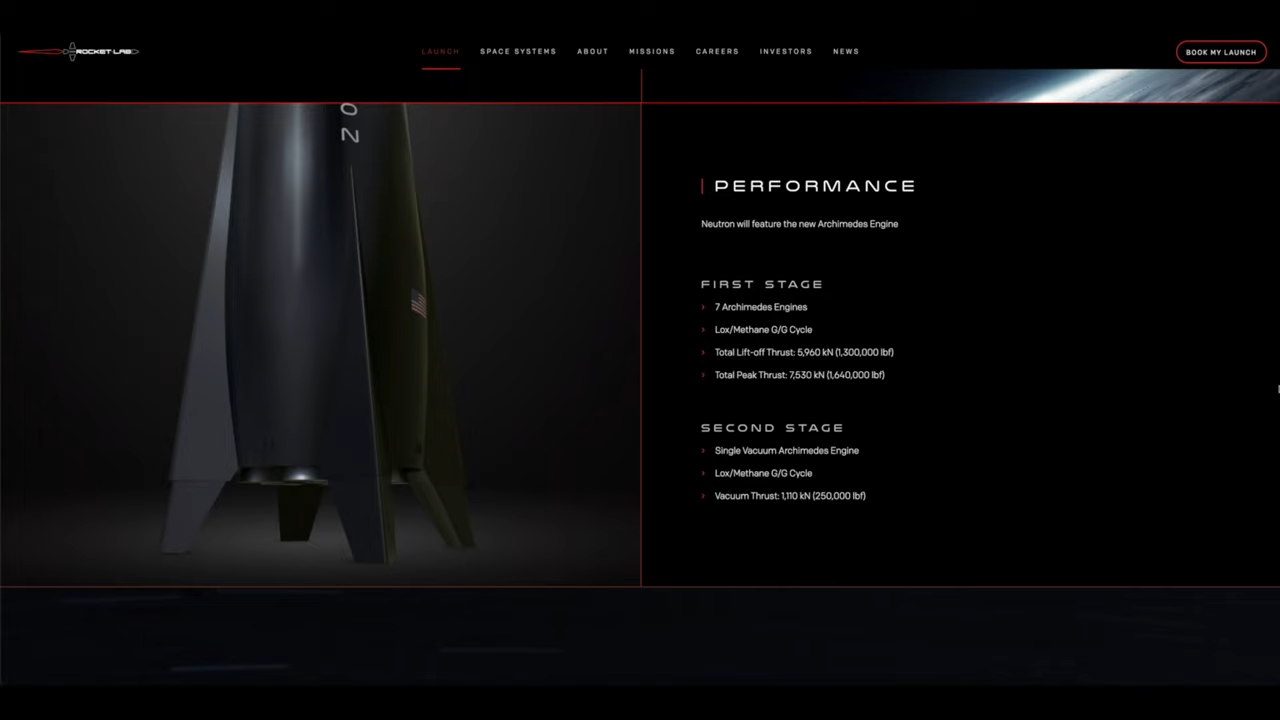 ROCKET LAB
LAUNCH SPACE SYSTEMS ABOUT MISSIONS CAREERS INVESTORS NEWS
BOOK MY LAUNCH
PERFORMANCE
Neutron will feature the new Archimedes Engine
FIRST STAGE
7 Archimedes Engines
Lox/Methane G/G Cycle
Total Lift-off Thrust: 5,960 kN (1,300,000 lbf)
Total Peak Thrust: 7,530 kN (1,640,000 lbf)
SECOND STAGE
Single Vacuum Archimedes Engine
Lox/Methane G/G Cycle
Vacuum Thrust: 1,110 kN (250,000 lbf)